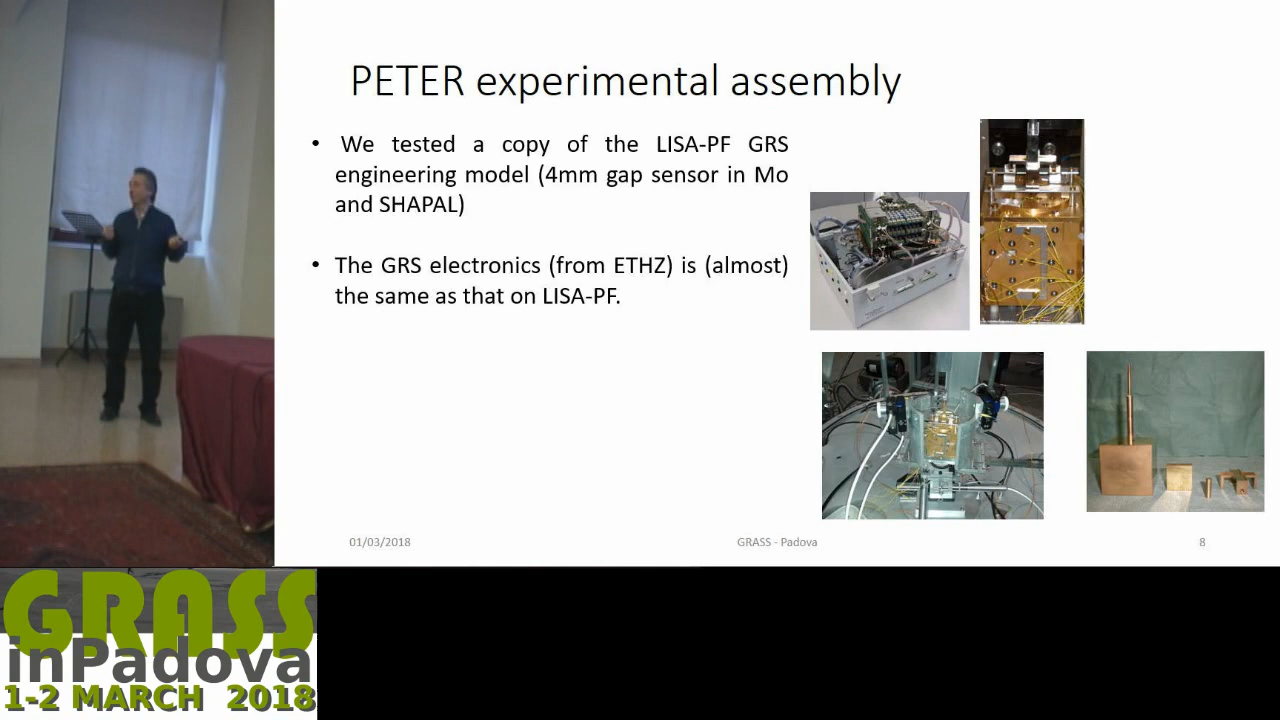 PETER experimental assembly
• We tested a copy of the LISA-PF GRS
engineering model (4mm gap sensor in Mo
and SHAPAL)
• The GRS electronics (from ETHZ) is (almost)
the same as that on LISA-PF.
01/03/2018
GRASS - Padova
8
GRASS
inPadova
1-2 MARCH 2018